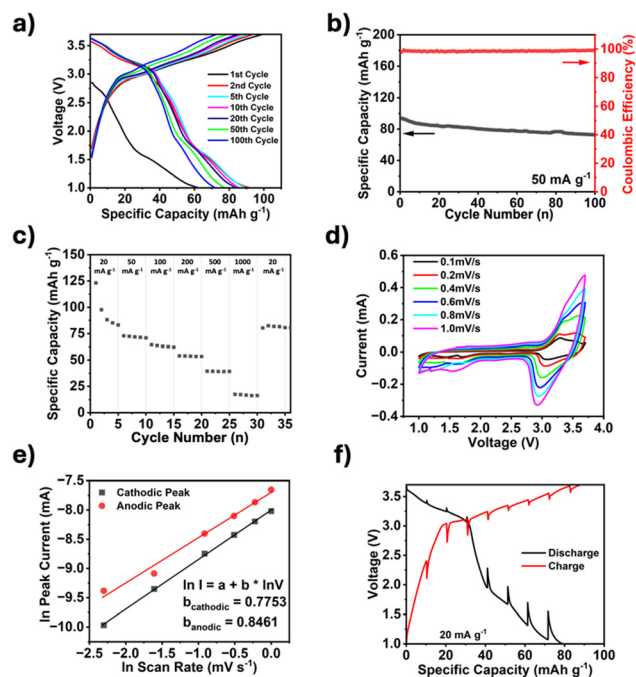 a)
3.5
3.0
2.5
2.0
1.5
1.0
Voltage (V)
1st Cycle
2nd Cycle
5th Cycle
10th Cycle
20th Cycle
50th Cycle
100th Cycle
0 20 40 60 80 100
Specific Capacity (mAh g⁻¹)
b)
200
160
120
80
40
0
Specific Capacity (mAh g⁻¹)
100
80
60
40
20
0
Coulombic Efficiency (%)
50 mA g⁻¹
0 20 40 60 80 100
Cycle Number (n)
c)
150
125
100
75
50
25
0
Specific Capacity (mAh g⁻¹)
20 50 100 200 500 1000 20
mA g⁻¹ mA g⁻¹ mA g⁻¹ mA g⁻¹ mA g⁻¹ mA g⁻¹ mA g⁻¹
0 5 10 15 20 25 30 35
Cycle Number (n)
d)
0.6
0.4
0.2
0.0
−0.2
−0.4
Current (mA)
0.1mV/s
0.2mV/s
0.4mV/s
0.6mV/s
0.8mV/s
1.0mV/s
1.0 1.5 2.0 2.5 3.0 3.5 4.0
Voltage (V)
e)
−7.5
−8.0
−8.5
−9.0
−9.5
−10.0
ln Peak Current (mA)
Cathodic Peak
Anodic Peak
ln I = a + b * lnV
b cathodic = 0.7753
b anodic = 0.8461
−2.5 −2.0 −1.5 −1.0 −0.5 0.0
ln Scan Rate (mV s⁻¹)
f)
3.5
3.0
2.5
2.0
1.5
1.0
Voltage (V)
Discharge
Charge
20 mA g⁻¹
0 20 40 60 80 100
Specific Capacity (mAh g⁻¹)